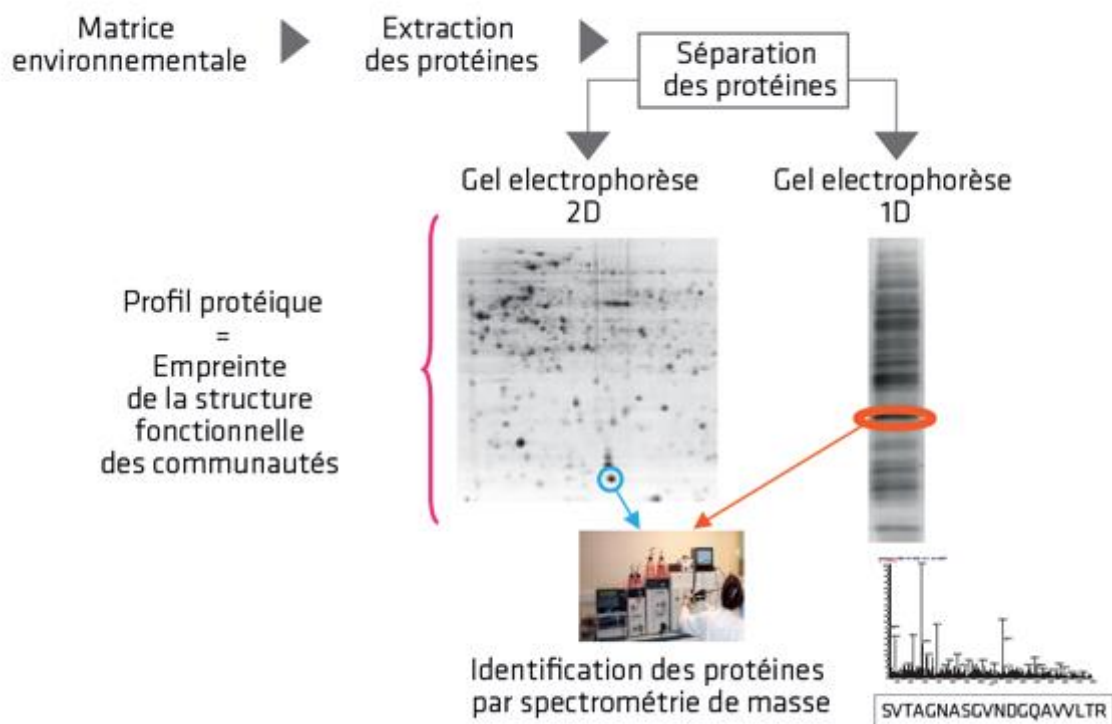 Matrice
environnementale
Extraction
des protéines
Séparation
des protéines
Gel electrophorèse
2D
Gel electrophorèse
1D
Profil protéique
=
Empreinte
de la structure
fonctionnelle
des communautés
Identification des protéines
par spectrométrie de masse
SVTAGNASGVNDGQAVVLTR